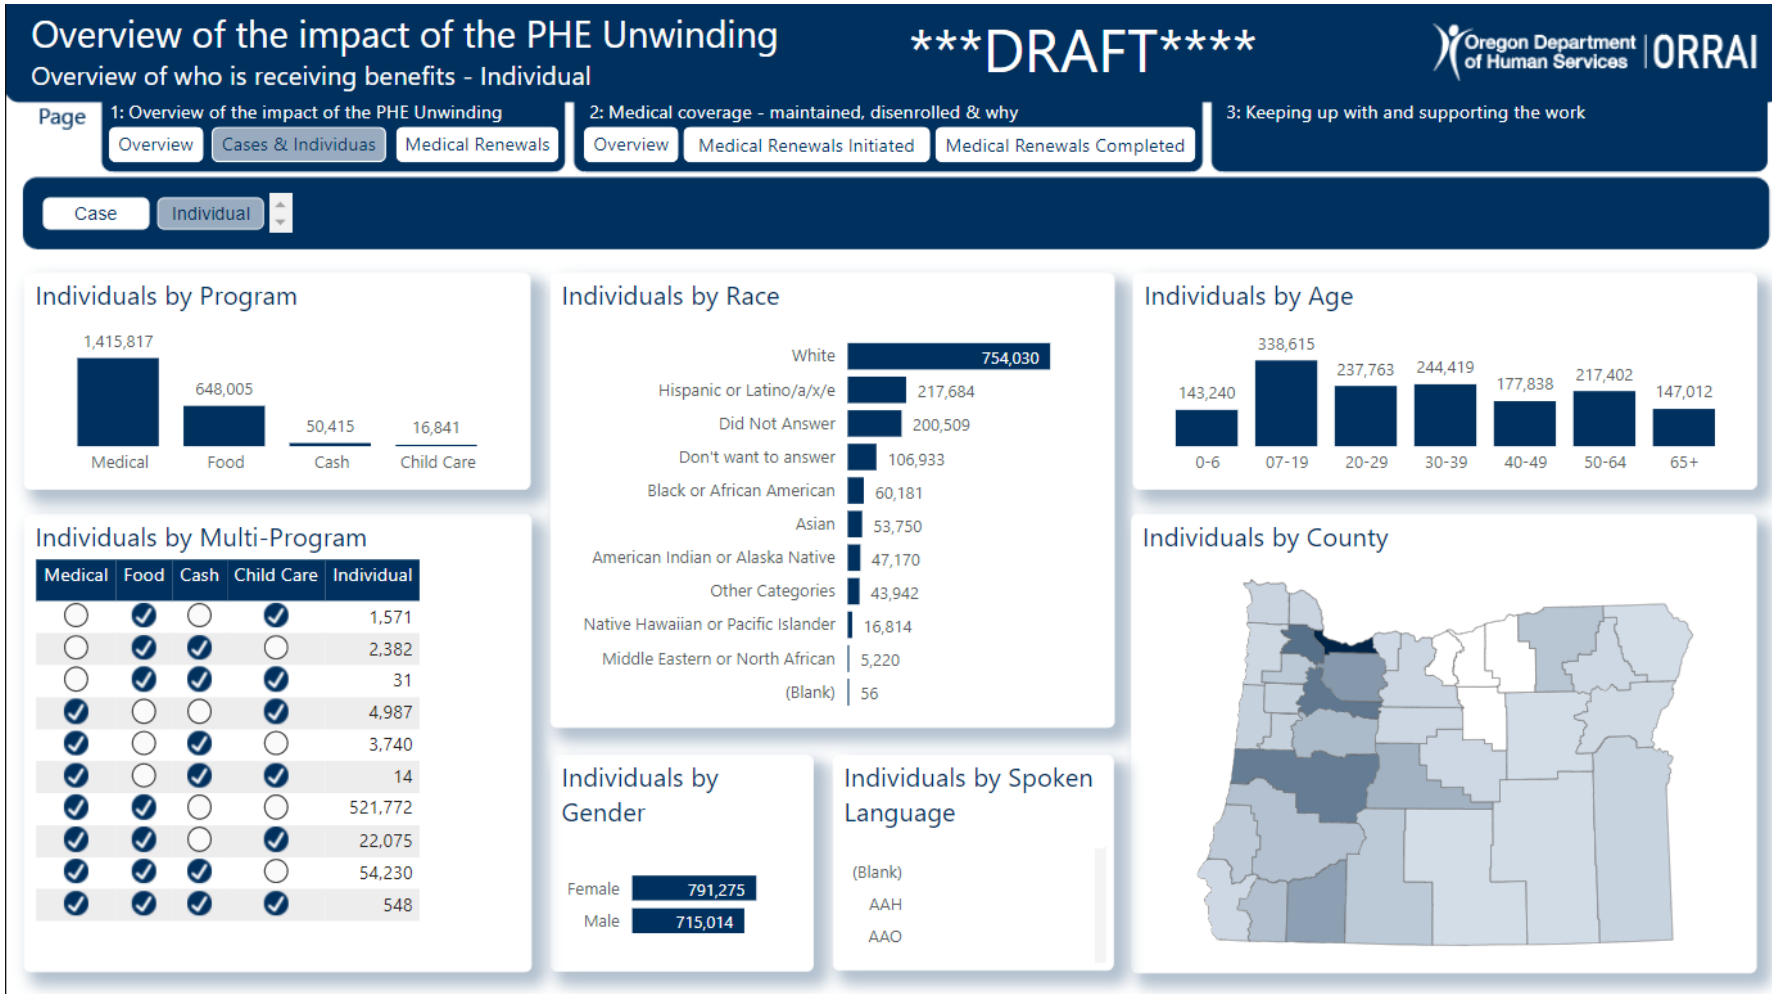 Overview of the impact of the PHE Unwinding
Overview of who is receiving benefits - Individual
***DRAFT****
Oregon Department
of Human Services
ORRAI
Page
1: Overview of the impact of the PHE Unwinding
Overview
Cases & Individuas
Medical Renewals
2: Medical coverage - maintained, disenrolled & why
Overview
Medical Renewals Initiated
Medical Renewals Completed
3: Keeping up with and supporting the work
Case
Individual
Individuals by Program
1,415,817
648,005
50,415
16,841
Medical
Food
Cash
Child Care
Individuals by Multi-Program
Medical Food Cash Child Care Individual
1,571
2,382
31
4,987
3,740
14
521,772
22,075
54,230
548
Individuals by Race
White 754,030
Hispanic or Latino/a/x/e 217,684
Did Not Answer 200,509
Don't want to answer 106,933
Black or African American 60,181
Asian 53,750
American Indian or Alaska Native 47,170
Other Categories 43,942
Native Hawaiian or Pacific Islander 16,814
Middle Eastern or North African 5,220
(Blank) 56
Individuals by
Gender
Female 791,275
Male 715,014
Individuals by Spoken
Language
(Blank)
AAH
AAO
Individuals by Age
143,240
338,615
237,763
244,419
177,838
217,402
147,012
0-6
07-19
20-29
30-39
40-49
50-64
65+
Individuals by County